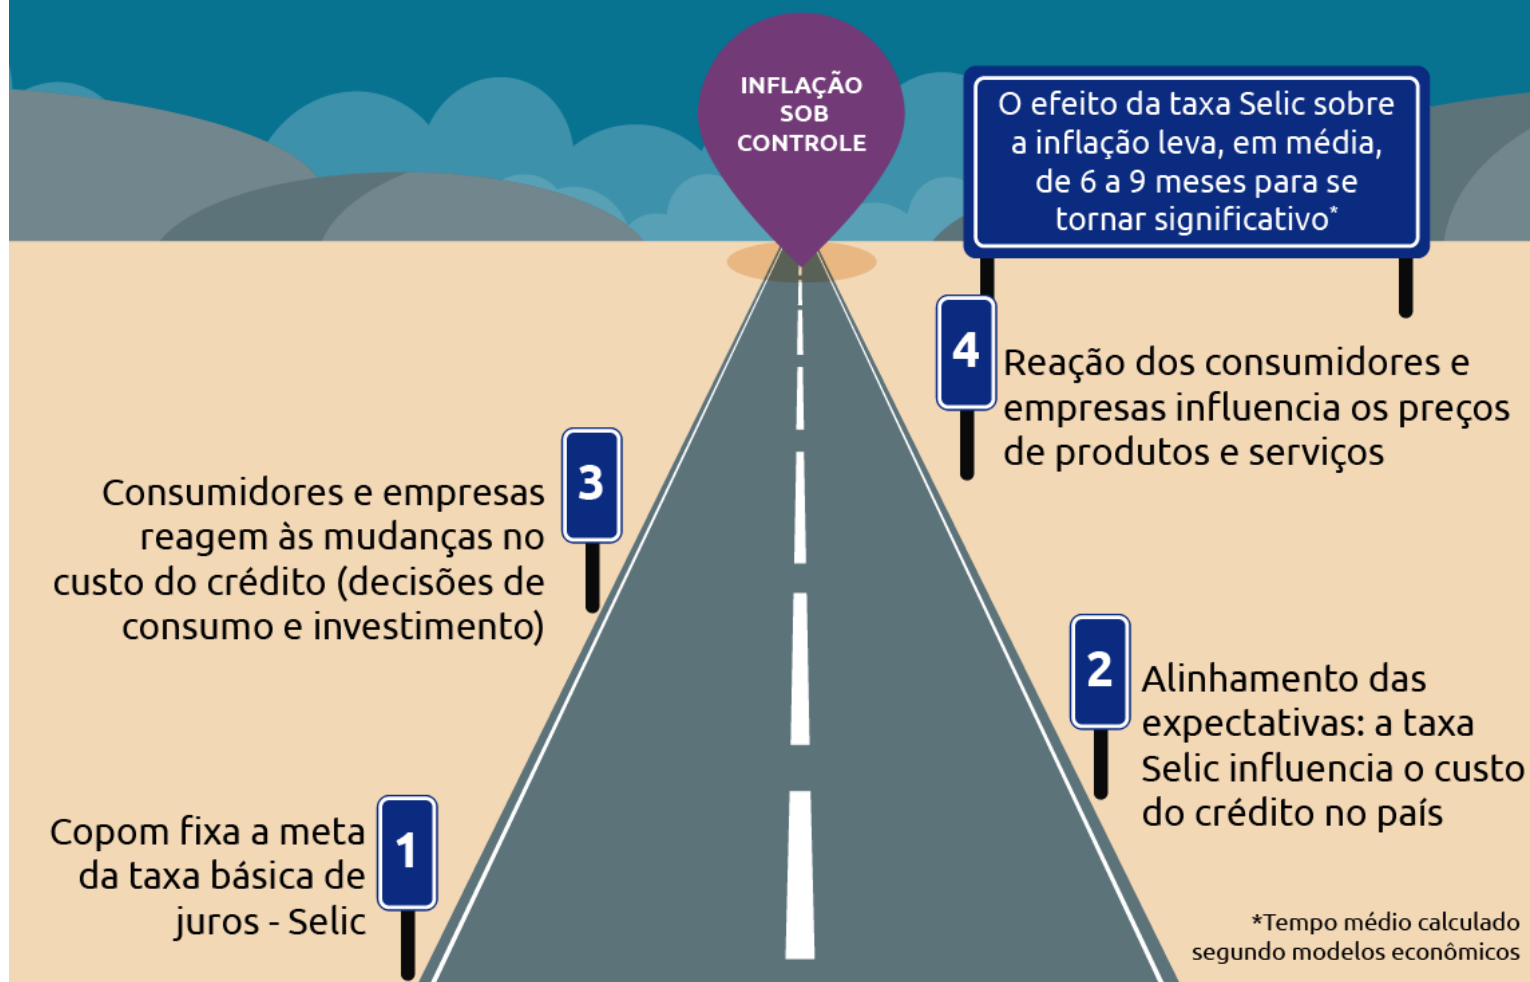 INFLAÇÃO
SOB
CONTROLE
O efeito da taxa Selic sobre
a inflação leva, em média,
de 6 a 9 meses para se
tornar significativo*
4
Reação dos consumidores e
empresas influencia os preços
de produtos e serviços
3
Consumidores e empresas
reagem às mudanças no
custo do crédito (decisões de
consumo e investimento)
2
Alinhamento das
expectativas: a taxa
Selic influencia o custo
do crédito no país
1
Copom fixa a meta
da taxa básica de
juros - Selic
*Tempo médio calculado
segundo modelos econômicos